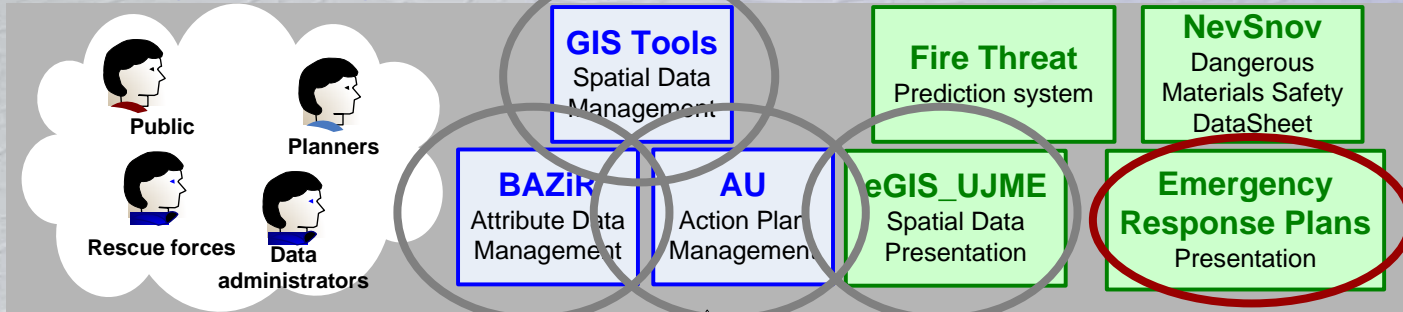 Public
Planners
Rescue forces
Data
administrators
GIS Tools
Spatial Data
Management
BAZiR
Attribute Data
Management
AU
Action Plan
Management
Fire Threat
Prediction system
NevSnov
Dangerous
Materials Safety
DataSheet
eGIS_UJME
Spatial Data
Presentation
Emergency
Response Plans
Presentation